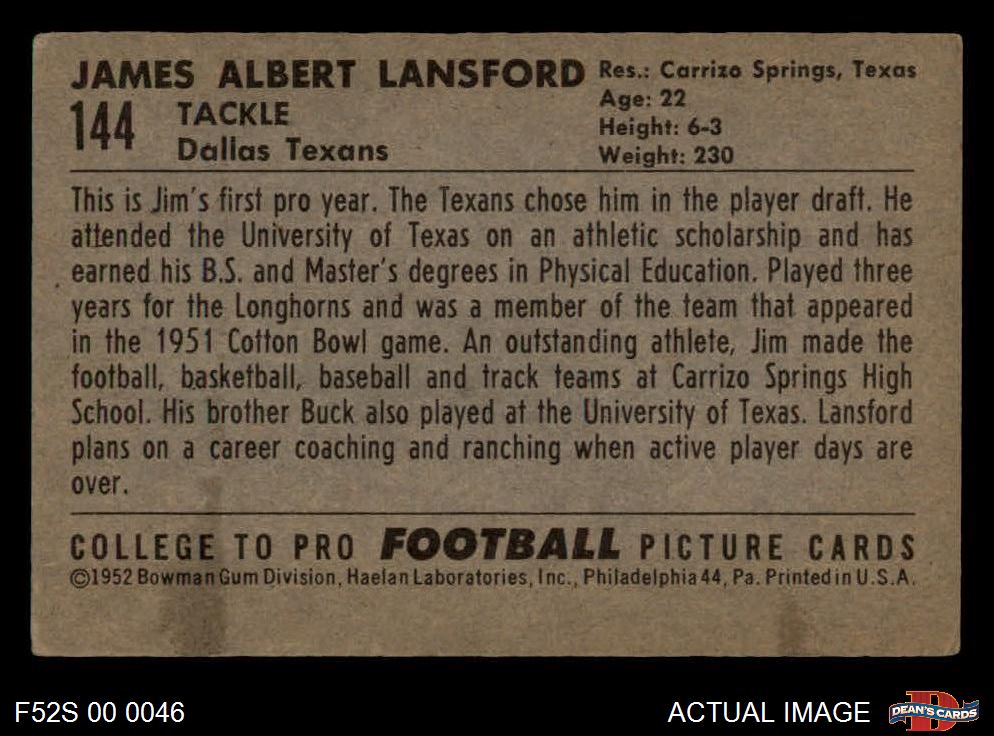 JAMES ALBERT LANSFORD
Res.: Carrizo Springs, Texas
144
TACKLE
Age: 22
Height: 6-3
Dallas Texans
Weight: 230
This is Jim's first pro year. The Texans chose him in the player draft. He
attended the University of Texas on an athletic scholarship and has
earned his B.S. and Master's degrees in Physical Education. Played three
years for the Longhorns and was a member of the team that appeared
in the 1951 Cotton Bowl game. An outstanding athlete, Jim made the
football, basketball, baseball and track teams at Carrizo Springs High
School. His brother Buck also played at the University of Texas. Lansford
plans on a career coaching and ranching when active player days are
over.
COLLEGE TO PRO FOOTBALL PICTURE CARDS
©1952 Bowman Gum Division, Haelan Laboratories, Inc., Philadelphia 44, Pa. Printed in U.S.A.
F52S 00 0046
ACTUAL IMAGE
D
DEAN'S CARDS